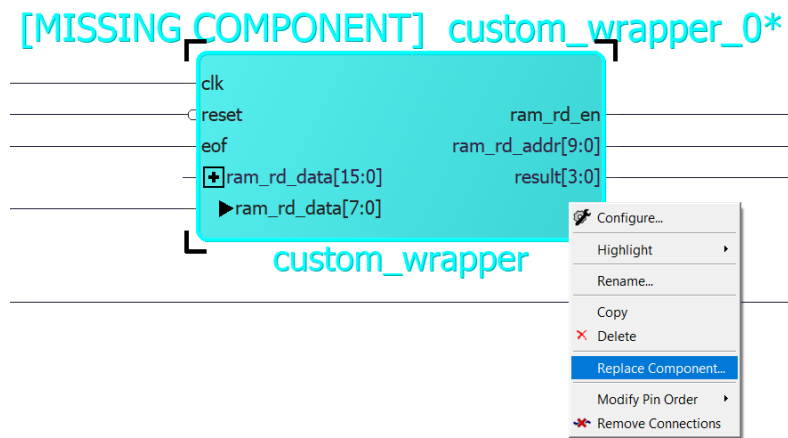 [MISSING COMPONENT] custom_wrapper_0*
clk
reset
ram_rd_en
eof
ram_rd_addr[9:0]
ram_rd_data[15:0]
result[3:0]
ram_rd_data[7:0]
custom_wrapper
Configure...
Highlight
Rename...
Copy
Delete
Replace Component...
Modify Pin Order
Remove Connections